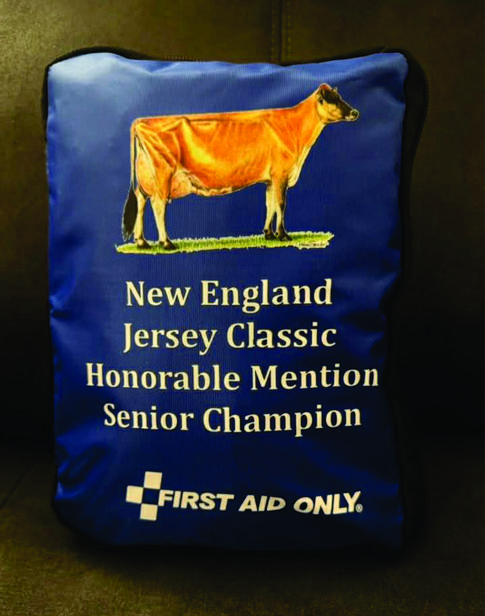 New England
Jersey Classic
Honorable Mention
Senior Champion
FIRST AID ONLY®